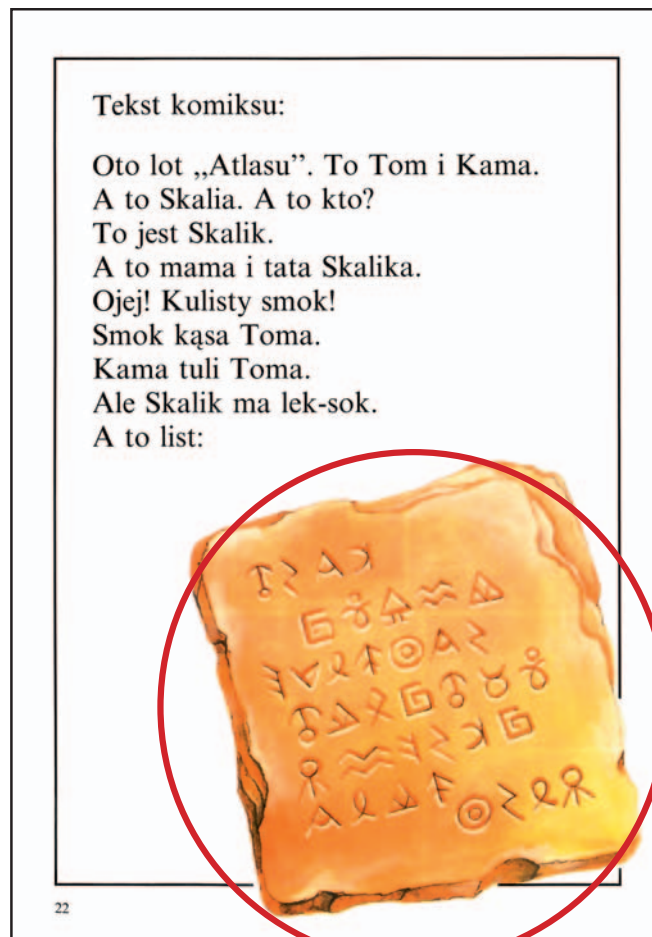 Tekst komiksu:
Oto lot „Atlasu”. To Tom i Kama.
A to Skalia. A to kto?
To jest Skalik.
A to mama i tata Skalika.
Ojej! Kulisty smok!
Smok kąsa Toma.
Kama tuli Toma.
Ale Skalik ma lek-sok.
A to list:
22